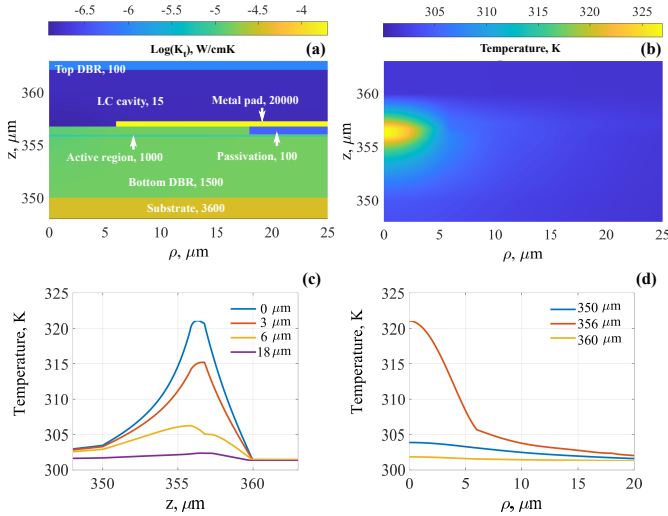 -6.5 -6 -5.5 -5 -4.5 -4
Log(K_t), W/cmK (a)
Top DBR, 100
LC cavity, 15
Metal pad, 20000
Active region, 1000
Passivation, 100
Bottom DBR, 1500
Substrate, 3600
360
355
350
z, μm
0 5 10 15 20 25
ρ, μm
305 310 315 320 325
Temperature, K (b)
360
355
350
z, μm
0 5 10 15 20 25
ρ, μm
(c)
325
320
315
310
305
300
Temperature, K
0 μm
3 μm
6 μm
18 μm
350 355 360
z, μm
(d)
325
320
315
310
305
300
Temperature, K
350 μm
356 μm
360 μm
0 5 10 15 20
ρ, μm